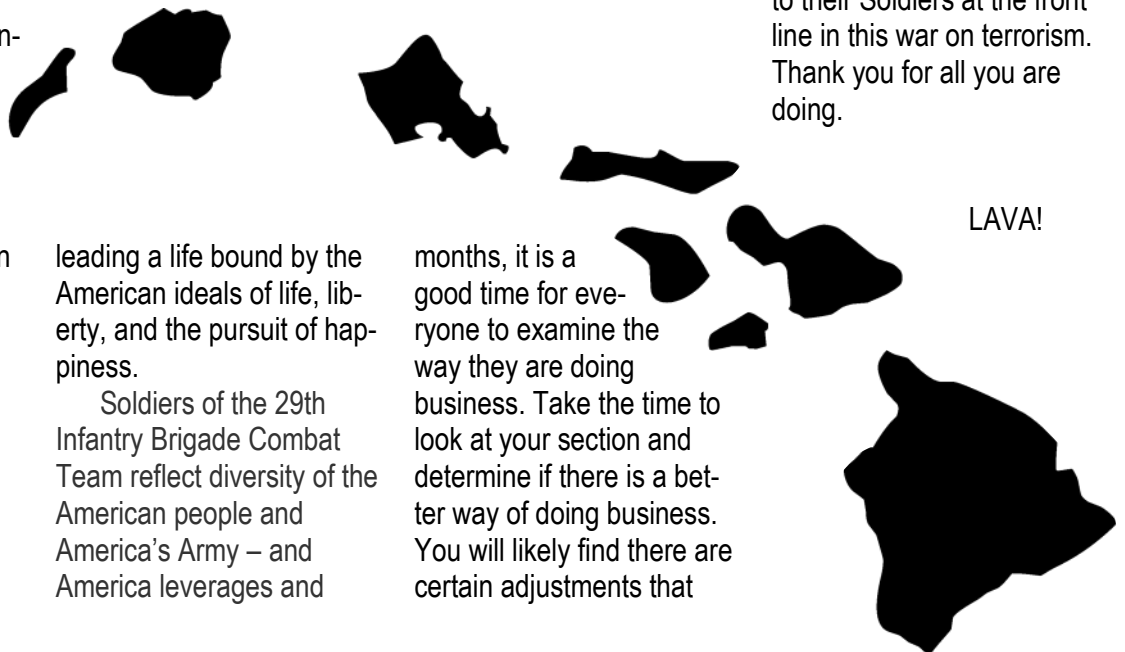 n-
n
leading a life bound by the
American ideals of life, lib-
erty, and the pursuit of hap-
piness.
Soldiers of the 29th
Infantry Brigade Combat
Team reflect diversity of the
American people and
America's Army – and
America leverages and
months, it is a
good time for eve-
ryone to examine the
way they are doing
business. Take the time to
look at your section and
determine if there is a bet-
ter way of doing business.
You will likely find there are
certain adjustments that
to their Soldiers at the front
line in this war on terrorism.
Thank you for all you are
doing.
LAVA!